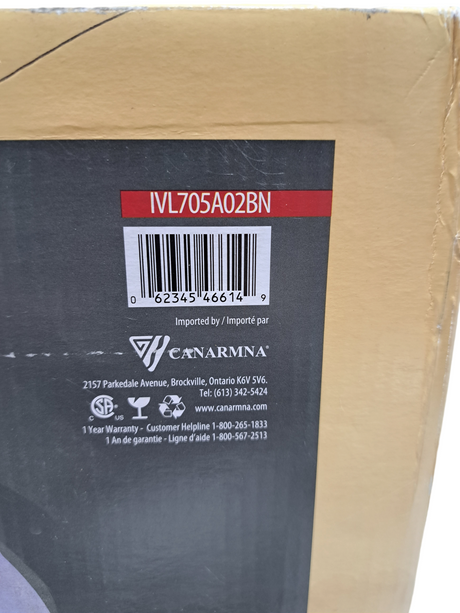 IVL705A02BN
0 62345 46614 9
Imported by / Importé par
CANARMNA®
2157 Parkedale Avenue, Brockville, Ontario K6V 5V6.
Tel: (613) 342-5424
SA
C US
www.canarmna.com
1 Year Warranty - Customer Helpline 1-800-265-1833
1 An de garantie - Ligne d'aide 1-800-567-2513